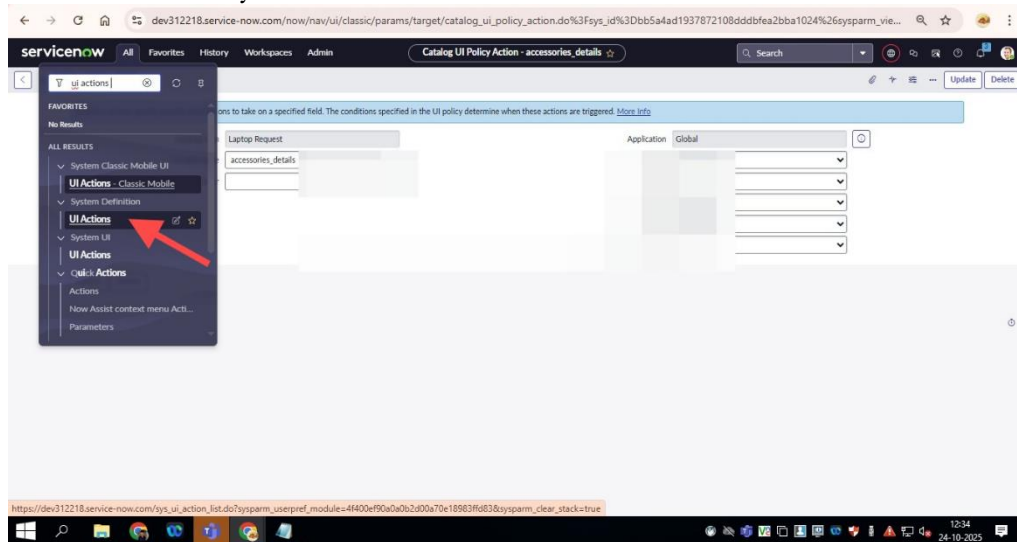 dev312218.service-now.com/now/nav/ui/classic/params/target/catalog_ui_policy_action.do%3Fsys_id%3Dbb5a4ad1937872108dddbfea2bba1024%26sysparm_vie...
servicenow All Favorites History Workspaces Admin Catalog UI Policy Action - accessories_details Search
ui actions Update Delete
FAVORITES
ons to take on a specified field. The conditions specified in the UI policy determine when these actions are triggered. More Info
No Results
Laptop Request Application Global
ALL RESULTS
System Classic Mobile UI accessories_details
UI Actions - Classic Mobile
System Definition
UI Actions
System UI
UI Actions
Quick Actions
Actions
Now Assist context menu Acti...
Parameters
https://dev312218.service-now.com/sys_ui_action_list.do?sysparm_userpref_module=4f400ef90a0a0b2d00a70e18983ffd83&sysparm_clear_stack=true
12:34
24-10-2025